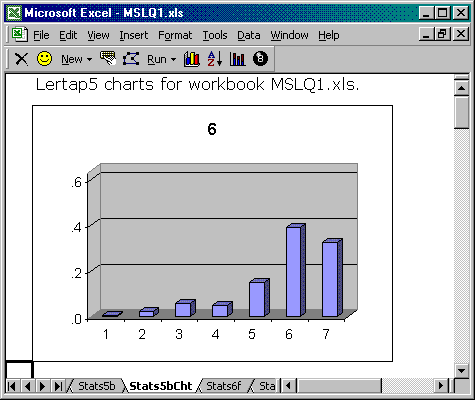 Microsoft Excel - MSLQ1.xls
File Edit View Insert Format Tools Data Window Help
New Run
Lertap5 charts for workbook MSLQ1.xls.
6
.6
.4
.2
.0
1 2 3 4 5 6 7
Stats5b Stats5bCht Stats6f Sta